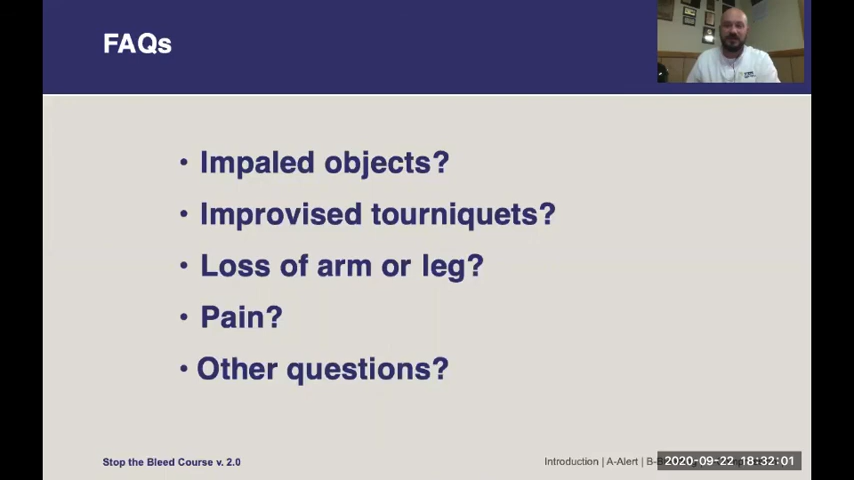 FAQs
• Impaled objects?
• Improvised tourniquets?
• Loss of arm or leg?
• Pain?
• Other questions?
Stop the Bleed Course v. 2.0
Introduction | A-Alert | B-
2020-09-22 18:32:01